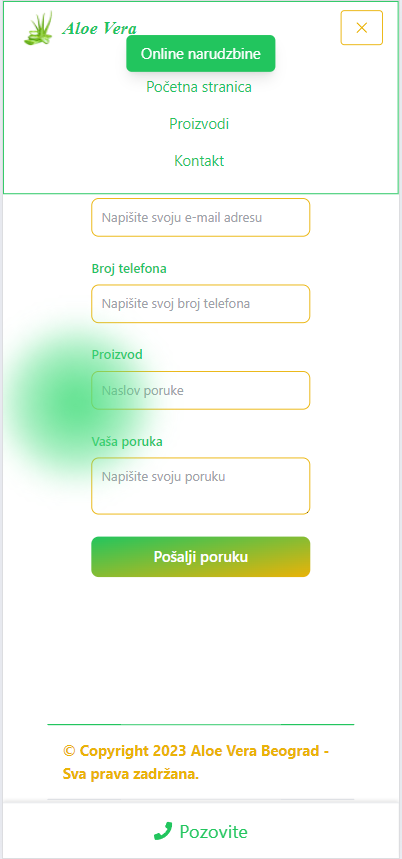 Aloe Vera
Online narudzbine
Početna stranica
Proizvodi
Kontakt
Napišite svoju e-mail adresu
Broj telefona
Napišite svoj broj telefona
Proizvod
Naslov poruke
Vaša poruka
Napišite svoju poruku
Pošalji poruku
© Copyright 2023 Aloe Vera Beograd -
Sva prava zadržana.
Pozovite